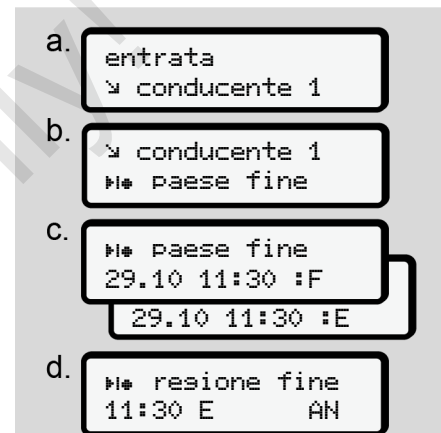 a.
entrata
conducente 1
b.
conducente 1
paese fine
c.
paese fine
29.10 11:30 :F
29.10 11:30 :E
d.
regione fine
11:30 E AN